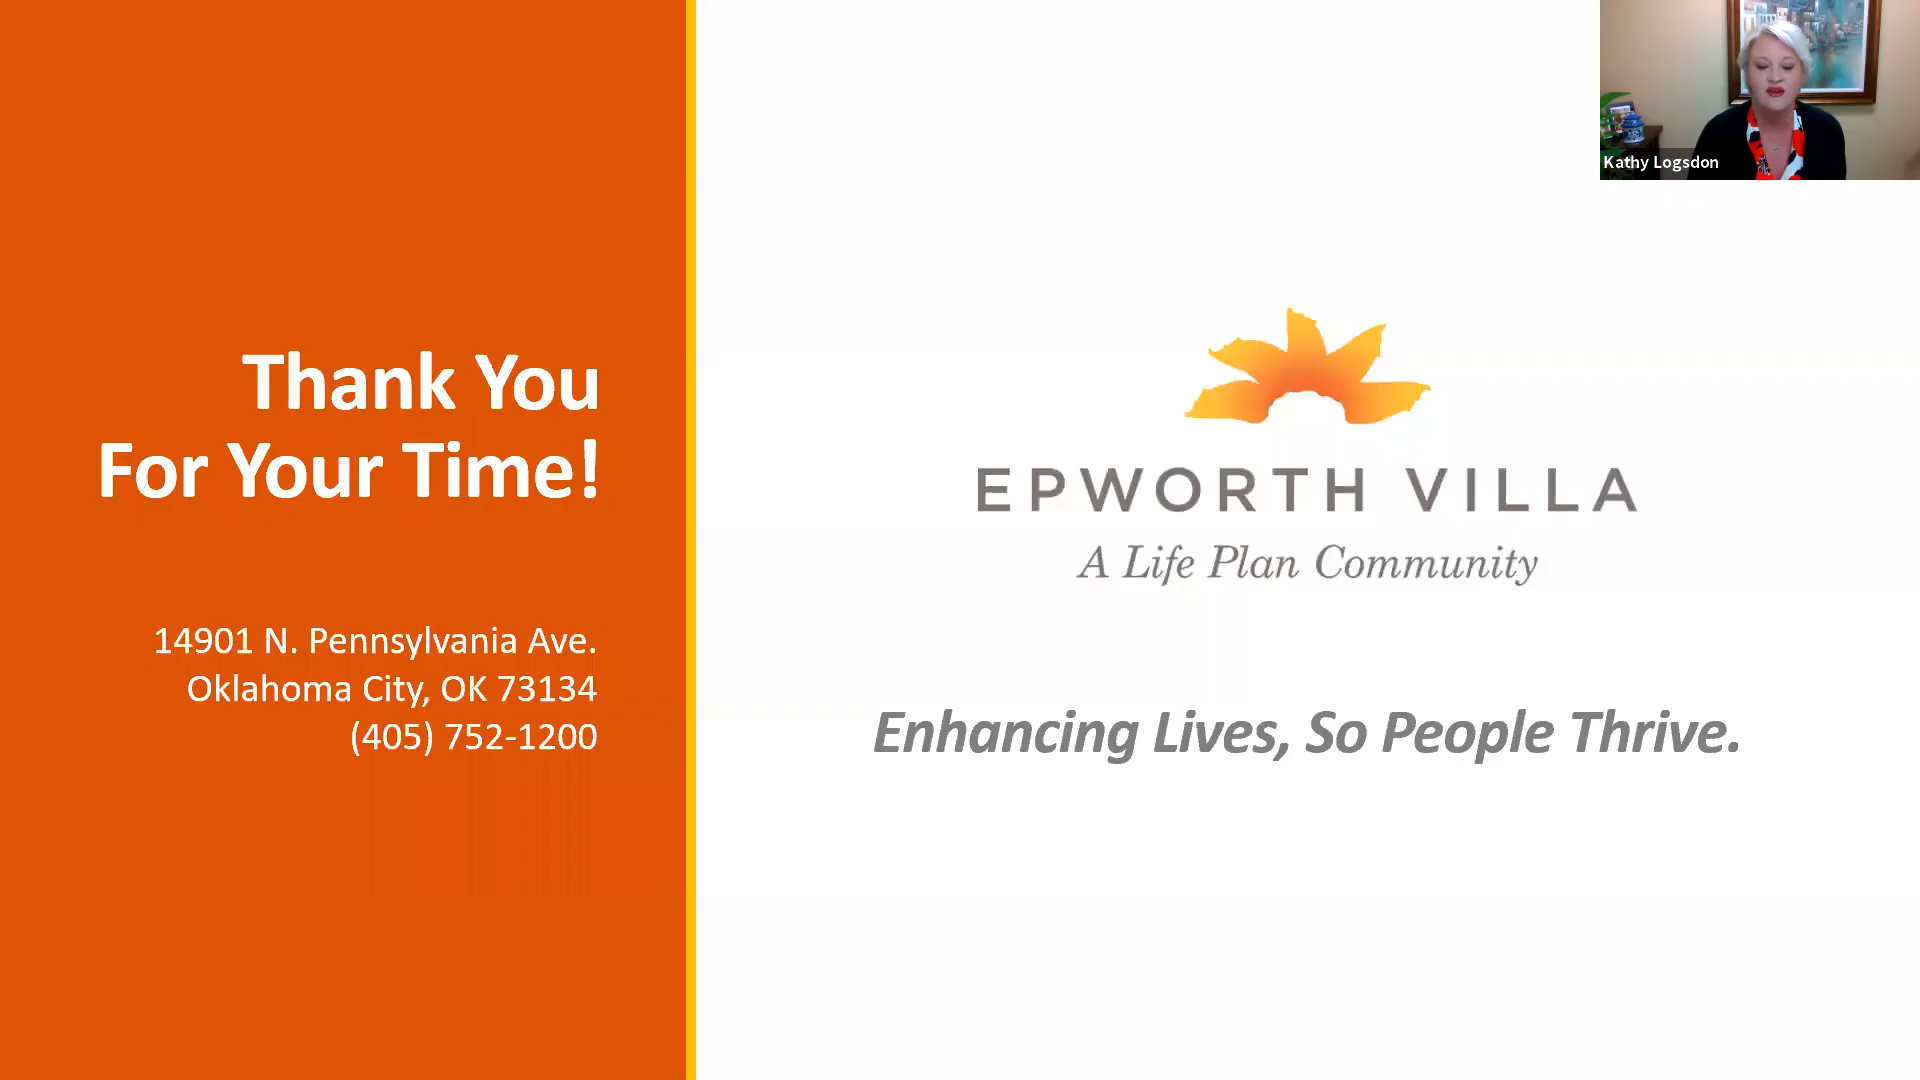 Thank You
For Your Time!
14901 N. Pennsylvania Ave.
Oklahoma City, OK 73134
(405) 752-1200
EPWORTH VILLA
A Life Plan Community
Enhancing Lives, So People Thrive.
Kathy Logsdon